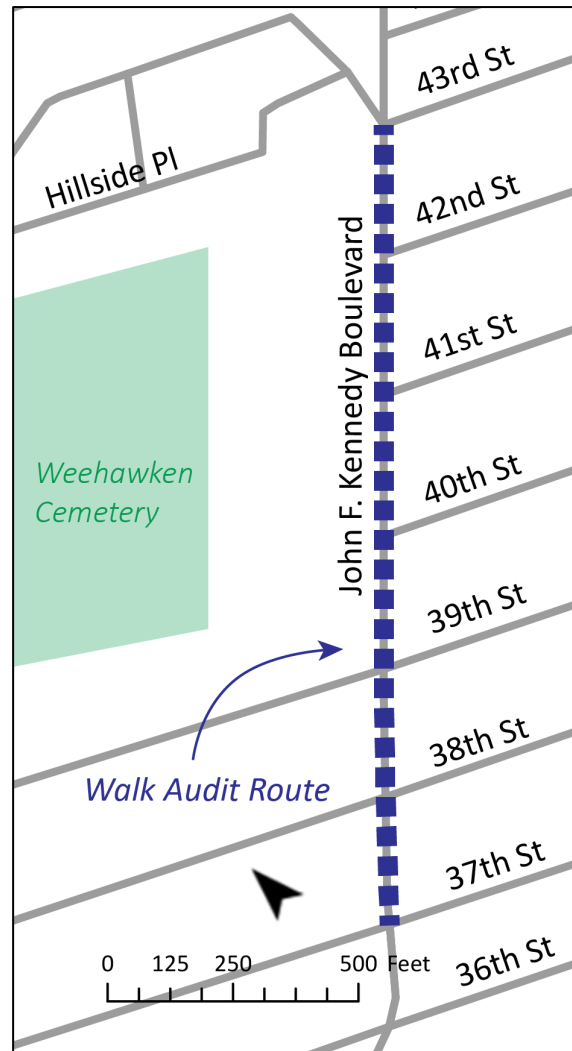 43rd St
Hillside Pl
42nd St
John F. Kennedy Boulevard
41st St
Weehawken
Cemetery
40th St
39th St
38th St
Walk Audit Route
37th St
0 125 250 500 Feet
36th St